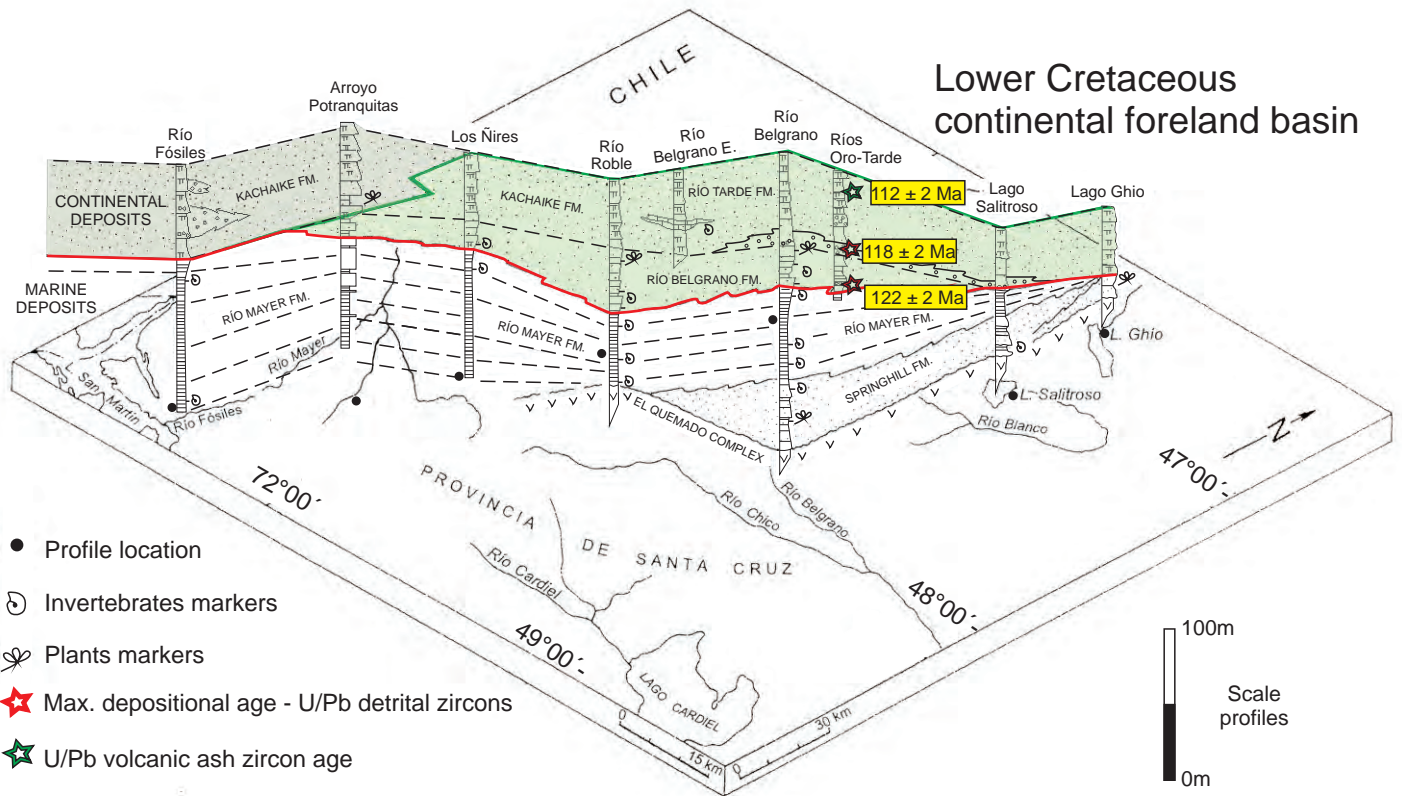 Lower Cretaceous
continental foreland basin
CHILE
Arroyo
Potranquitas
Río
Fósiles
Los Ñires
Río
Roble
Río
Belgrano E.
Río
Belgrano
Ríos
Oro-Tarde
Lago
Salitroso
Lago Ghio
CONTINENTAL
DEPOSITS
KACHAIKE FM.
KACHAIKE FM.
RÍO TARDE FM.
112 ± 2 Ma
118 ± 2 Ma
122 ± 2 Ma
RÍO BELGRANO FM.
MARINE
DEPOSITS
RÍO MAYER FM.
RÍO MAYER FM.
RÍO MAYER FM.
SPRINGHILL FM.
EL QUEMADO COMPLEX
L. San Martín
Río Mayer
Río Fósiles
L. Ghío
L. Salitroso
Río Blanco
N
72°00´
47°00´-
48°00´-
49°00´-
PROVINCIA
DE SANTA CRUZ
Río Chico
Río Belgrano
Río Cardiel
LAGO CARDIEL
0
15 km
0
30 km
Profile location
Invertebrates markers
Plants markers
Max. depositional age - U/Pb detrital zircons
U/Pb volcanic ash zircon age
100m
Scale
profiles
0m